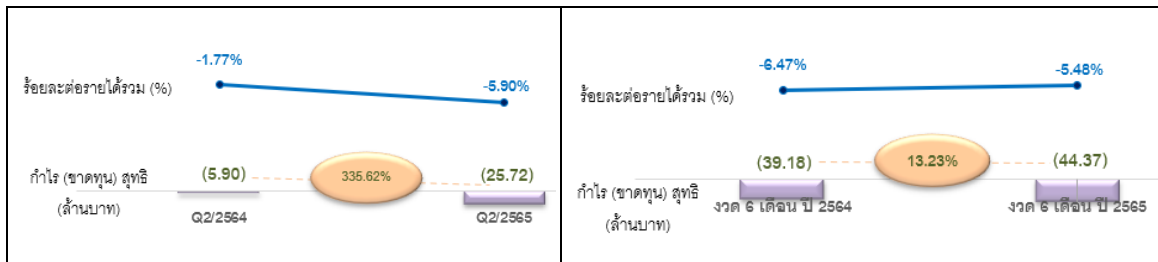 -1.77%
-5.90%
ร้อยละต่อรายได้รวม (%)
(5.90)
335.62%
(25.72)
กำไร (ขาดทุน) สุทธิ
(ล้านบาท)
Q2/2564
Q2/2565
-6.47%
-5.48%
ร้อยละต่อรายได้รวม (%)
(39.18)
13.23%
(44.37)
กำไร (ขาดทุน) สุทธิ
(ล้านบาท)
งวด 6 เดือน ปี 2564
งวด 6 เดือน ปี 2565